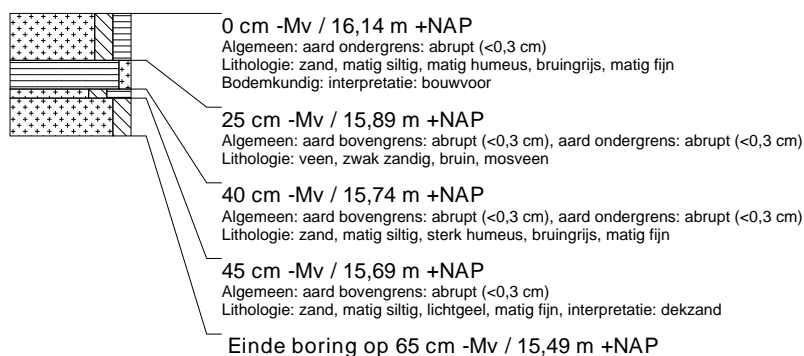 0 cm -Mv / 16,14 m +NAP
Algemeen: aard ondergrens: abrupt (<0,3 cm)
Lithologie: zand, matig siltig, matig humeus, bruingrijs, matig fijn
Bodemkundig: interpretatie: bouwvoor
25 cm -Mv / 15,89 m +NAP
Algemeen: aard bovengrens: abrupt (<0,3 cm), aard ondergrens: abrupt (<0,3 cm)
Lithologie: veen, zwak zandig, bruin, mosveen
40 cm -Mv / 15,74 m +NAP
Algemeen: aard bovengrens: abrupt (<0,3 cm), aard ondergrens: abrupt (<0,3 cm)
Lithologie: zand, matig siltig, sterk humeus, bruingrijs, matig fijn
45 cm -Mv / 15,69 m +NAP
Algemeen: aard bovengrens: abrupt (<0,3 cm)
Lithologie: zand, matig siltig, lichtgeel, matig fijn, interpretatie: dekzand
Einde boring op 65 cm -Mv / 15,49 m +NAP